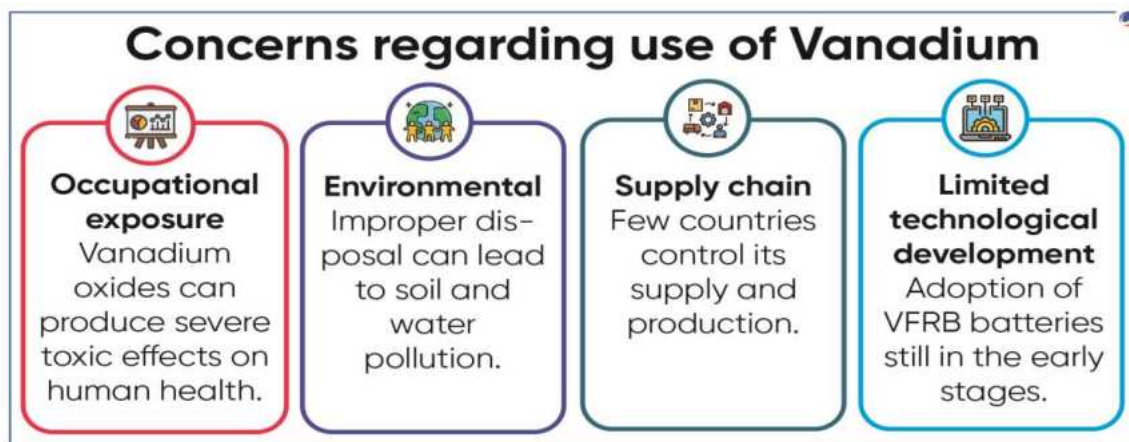 Concerns regarding use of Vanadium
Occupational
exposure
Vanadium
oxides can
produce severe
toxic effects on
human health.
Environmental
Improper dis-
posal can lead
to soil and
water
pollution.
Supply chain
Few countries
control its
supply and
production.
Limited
technological
development
Adoption of
VFRB batteries
still in the early
stages.